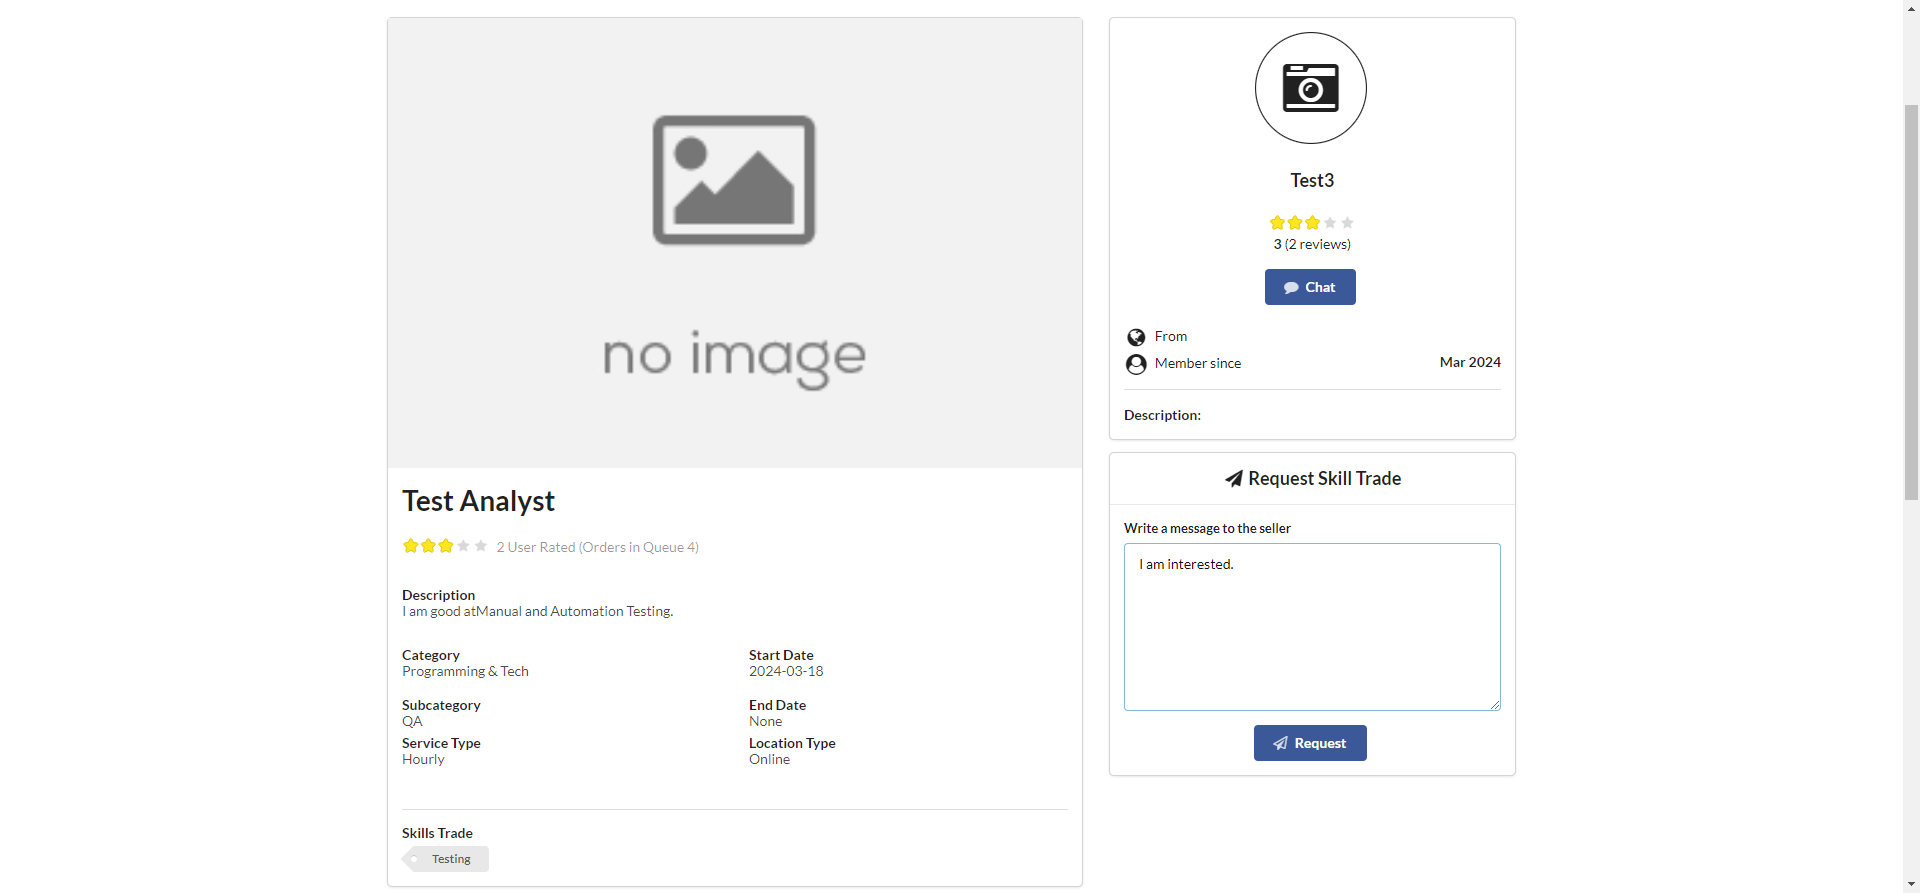 no image
Test Analyst
2 User Rated (Orders in Queue 4)
Description
I am good atManual and Automation Testing.
Category
Programming & Tech
Start Date
2024-03-18
Subcategory
QA
End Date
None
Service Type
Hourly
Location Type
Online
Skills Trade
Testing
Test3
3 (2 reviews)
Chat
From
Member since Mar 2024
Description:
Request Skill Trade
Write a message to the seller
I am interested.
Request